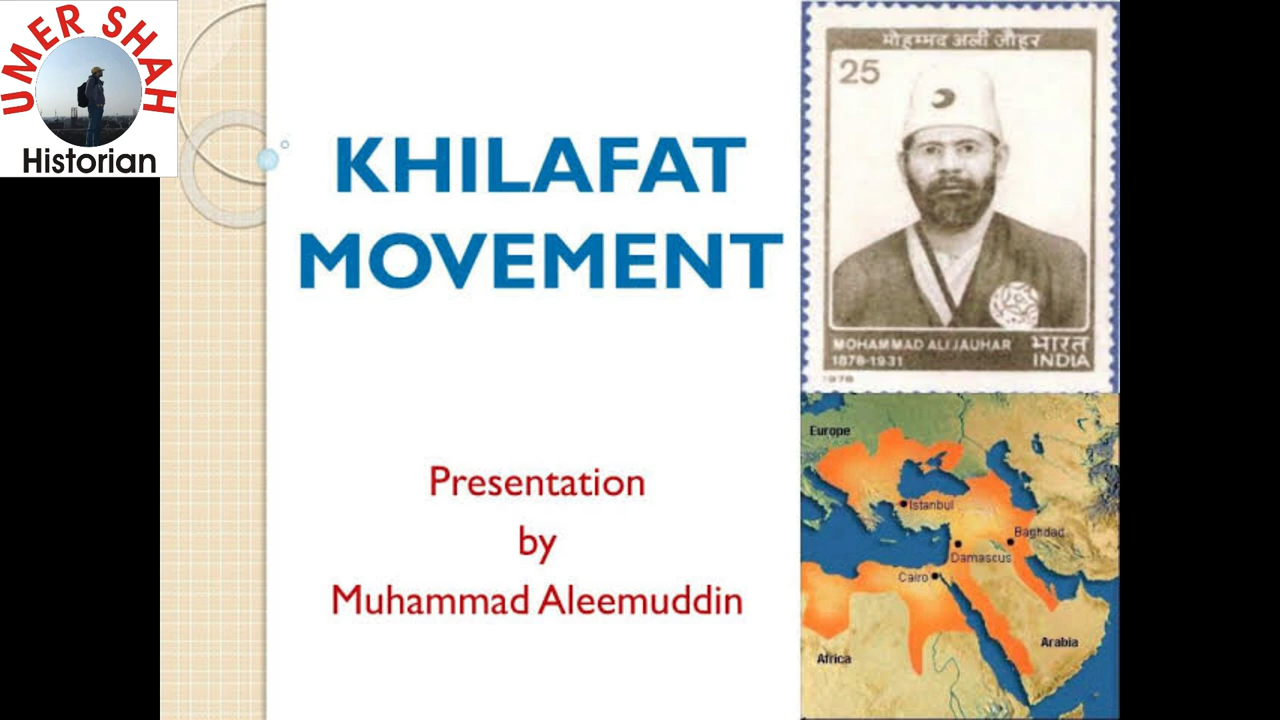 UMER SHAH
Historian
KHILAFAT
MOVEMENT
Presentation
by
Muhammad Aleemuddin
मोहम्मद अली जौहर
25
MOHAMMAD ALI JAUHAR
1878-1931
भारत
INDIA
1978
Europe
Istanbul
Baghdad
Damascus
Cairo
Arabia
Africa